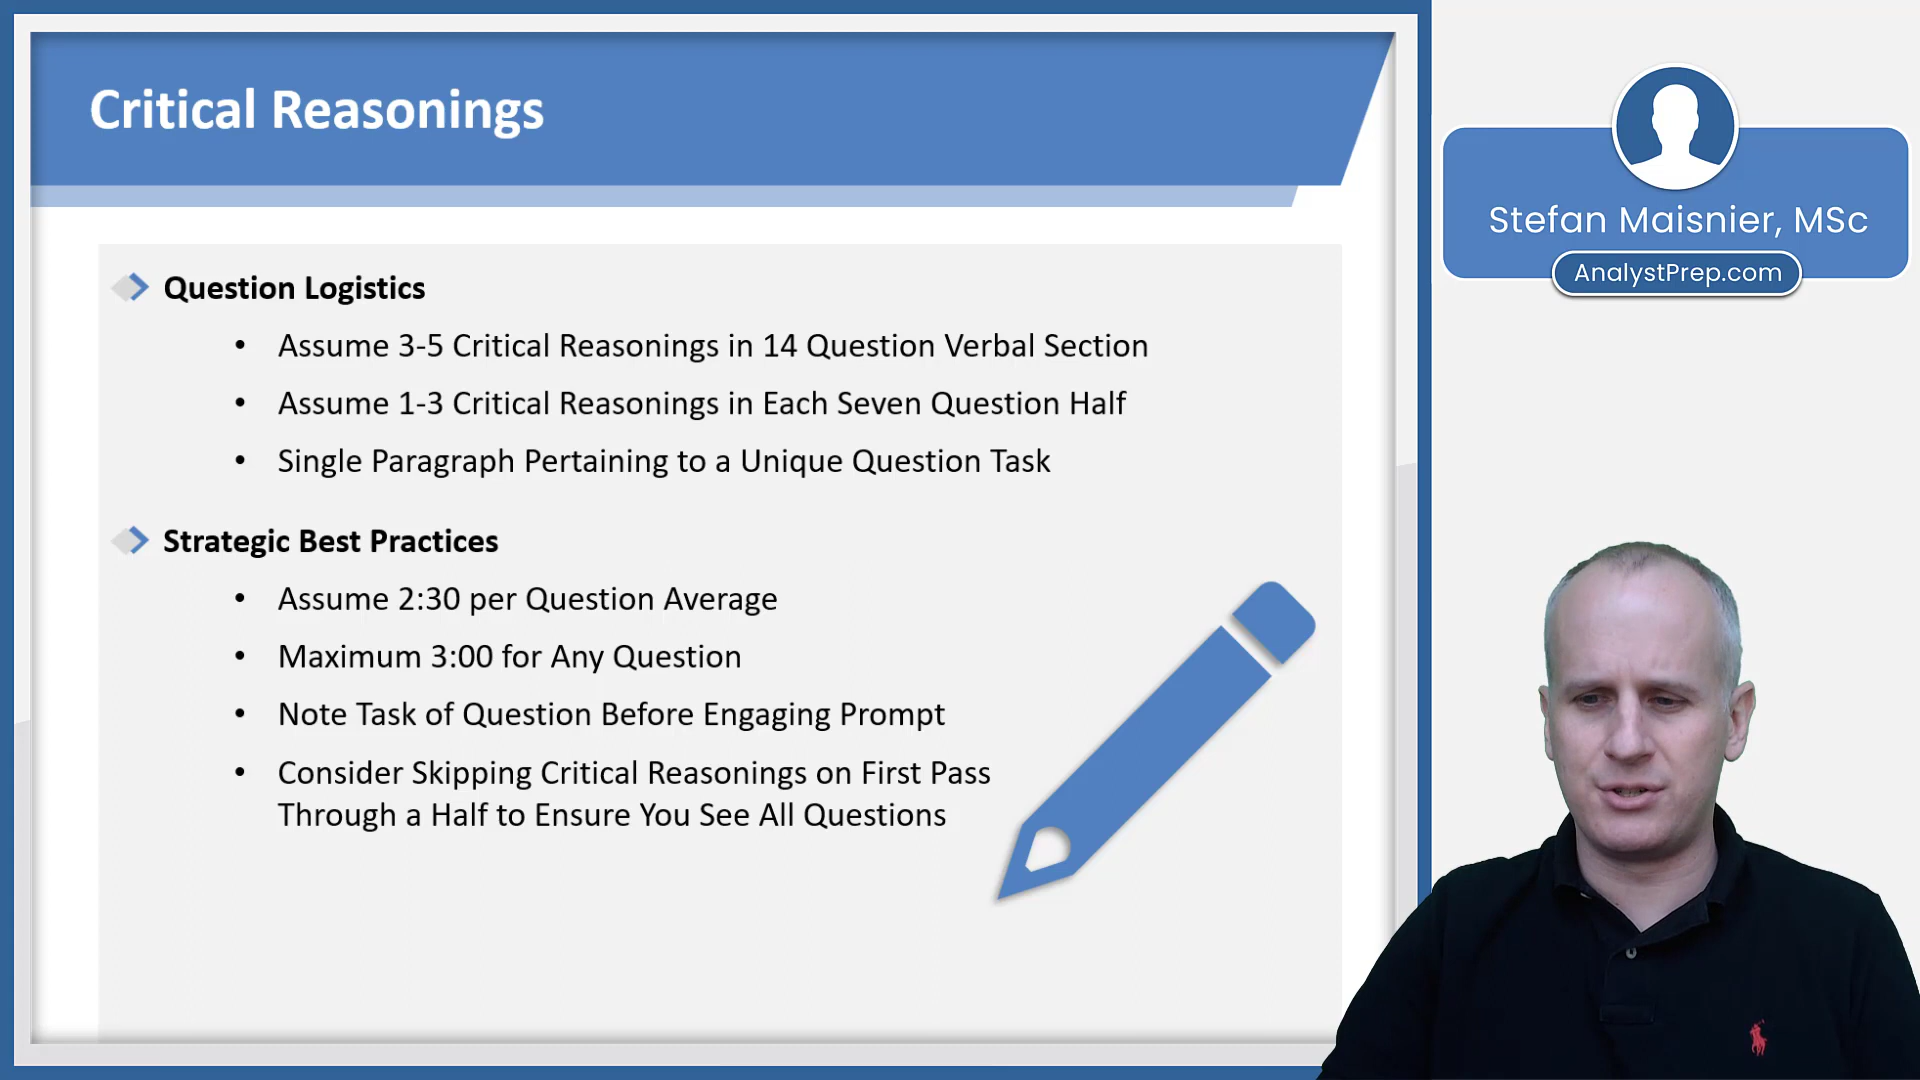 Critical Reasonings
Question Logistics
• Assume 3-5 Critical Reasonings in 14 Question Verbal Section
• Assume 1-3 Critical Reasonings in Each Seven Question Half
• Single Paragraph Pertaining to a Unique Question Task
Strategic Best Practices
• Assume 2:30 per Question Average
• Maximum 3:00 for Any Question
• Note Task of Question Before Engaging Prompt
• Consider Skipping Critical Reasonings on First Pass
Through a Half to Ensure You See All Questions
Stefan Maisnier, MSc
AnalystPrep.com